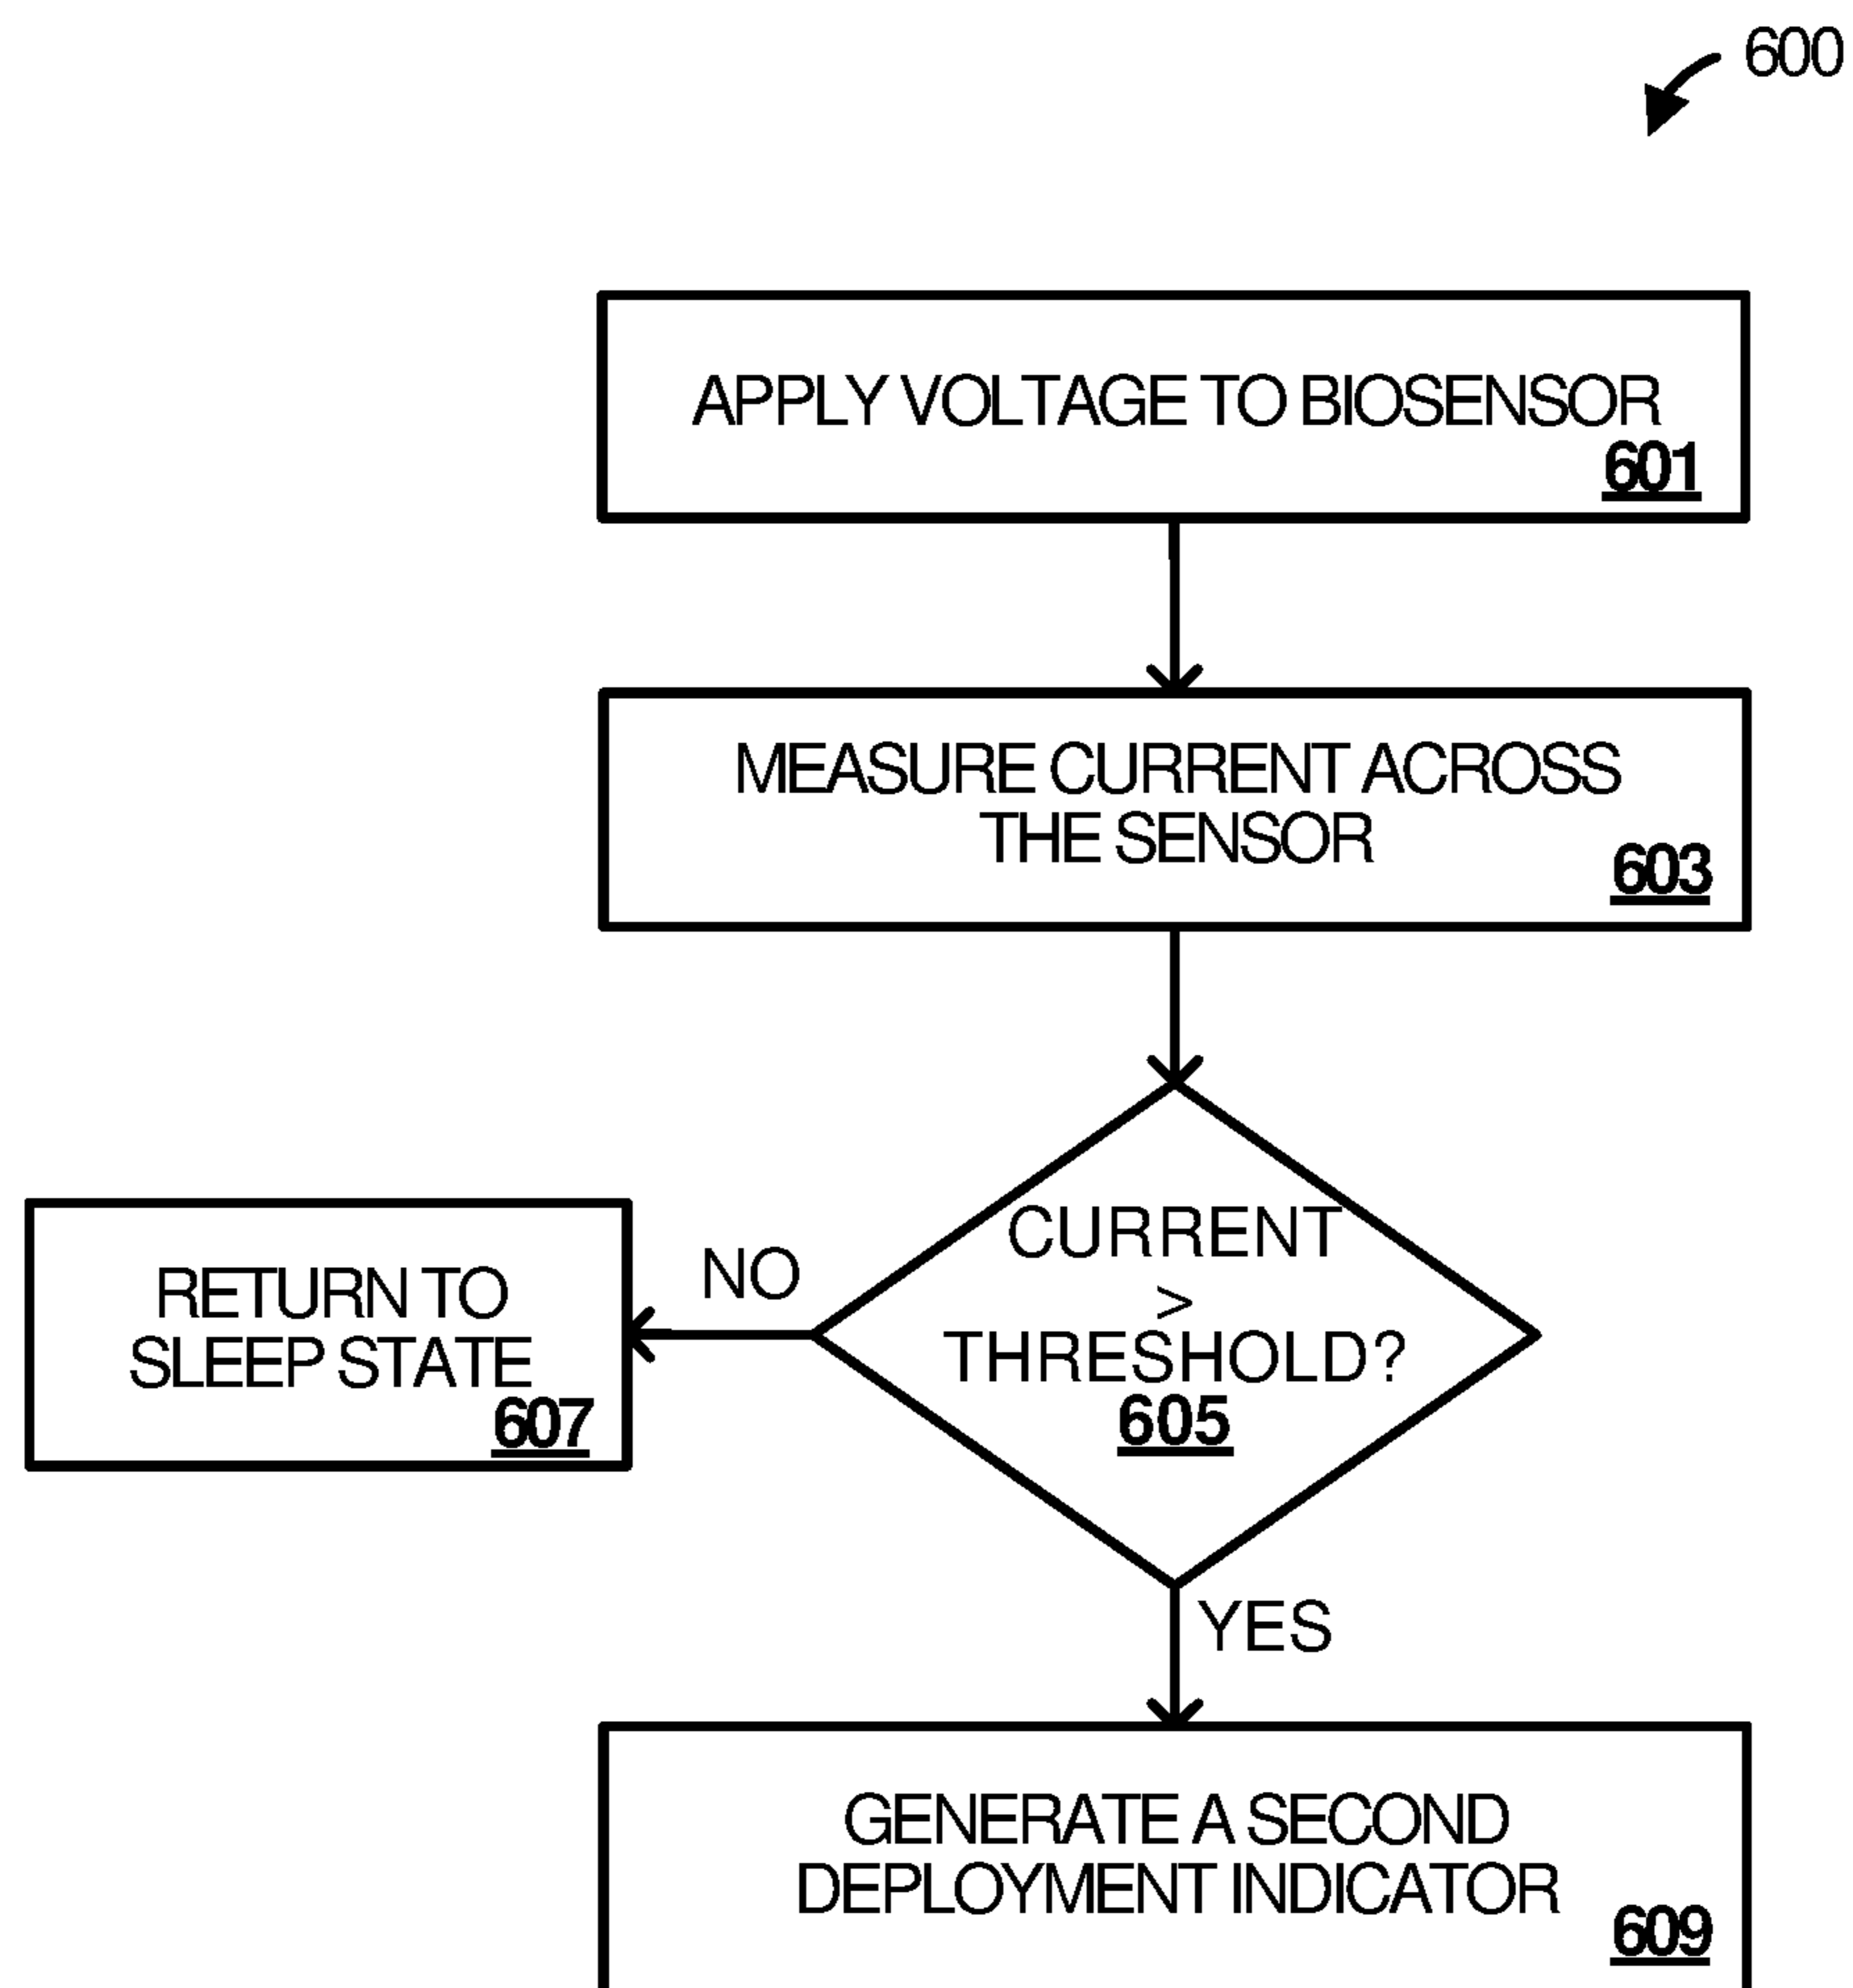 600
APPLY VOLTAGE TO BIOSENSOR
601
MEASURE CURRENT ACROSS
THE SENSOR
603
CURRENT
>
THRESHOLD?
605
NO
RETURN TO
SLEEP STATE
607
YES
GENERATE A SECOND
DEPLOYMENT INDICATOR
609